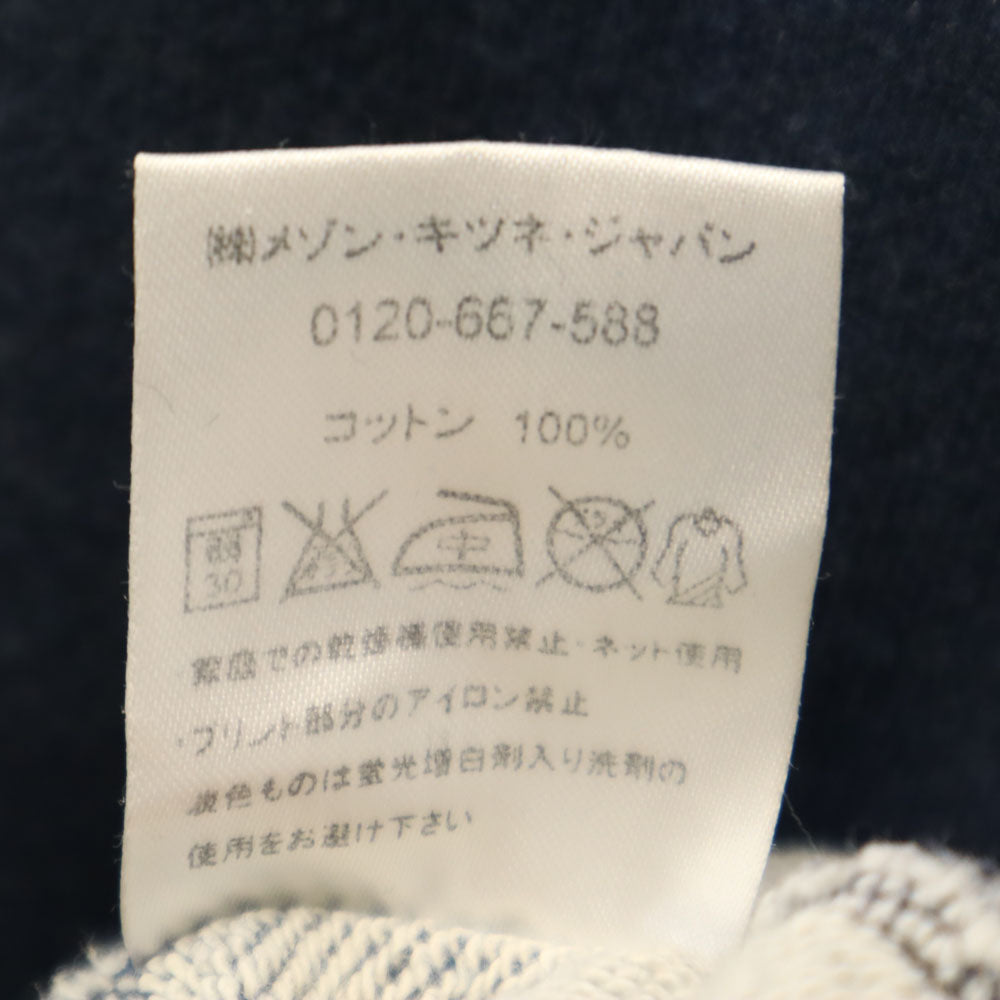 ㈱メゾン・キツネ・ジャパン
0120-667-588
コットン 100%
弱 30 中
家庭での乾燥機使用禁止・ネット使用
・プリント部分のアイロン禁止
淡色ものは蛍光増白剤入り洗剤の
使用をお避け下さい